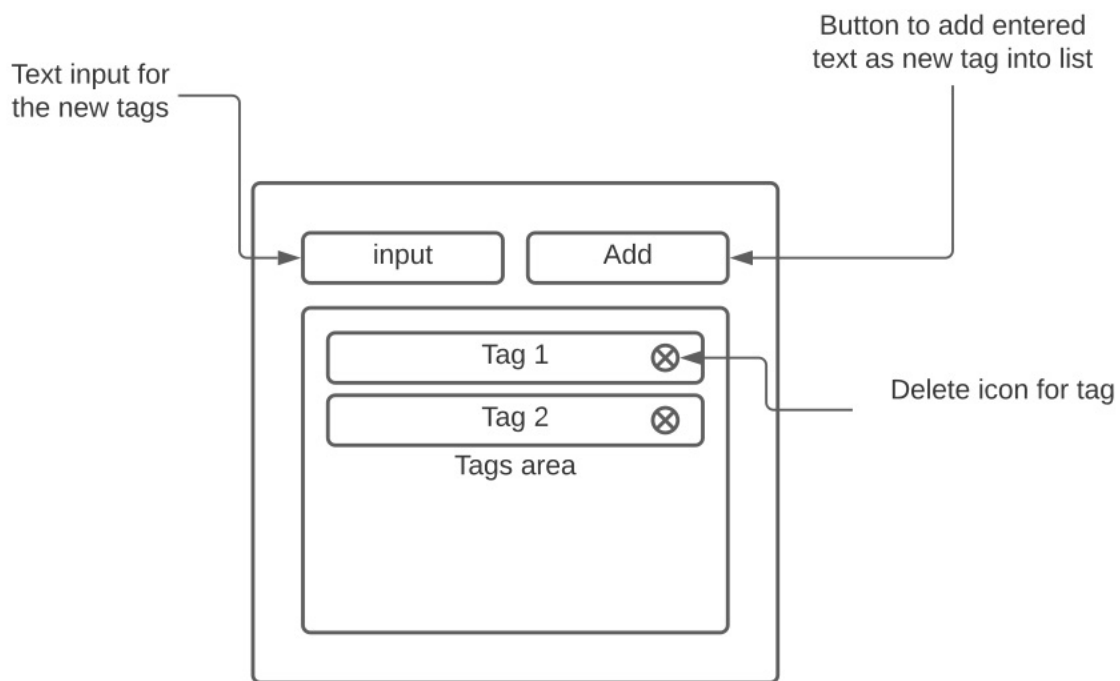 Button to add entered
text as new tag into list
Text input for
the new tags
input
Add
Tag 1
Tag 2
Tags area
Delete icon for tag